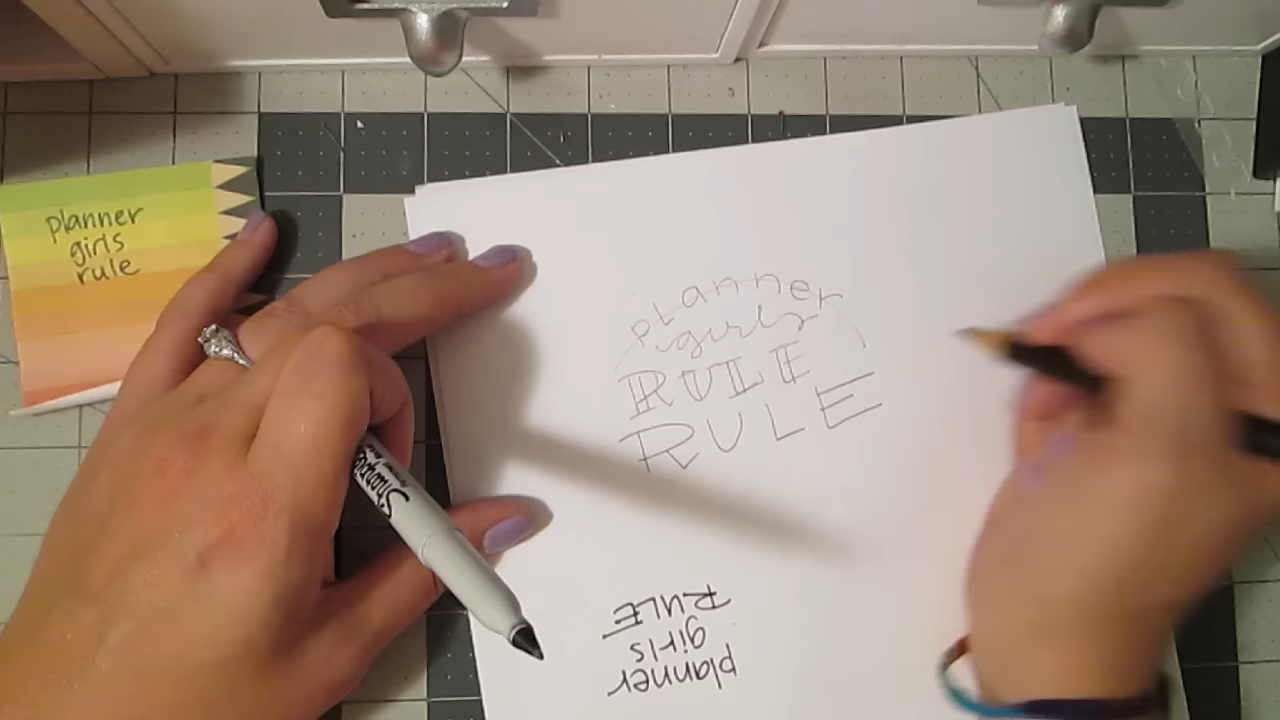 planner
girls
rule
planner
girls
RULE
RULE
Sharpie
planner
girls
RULE